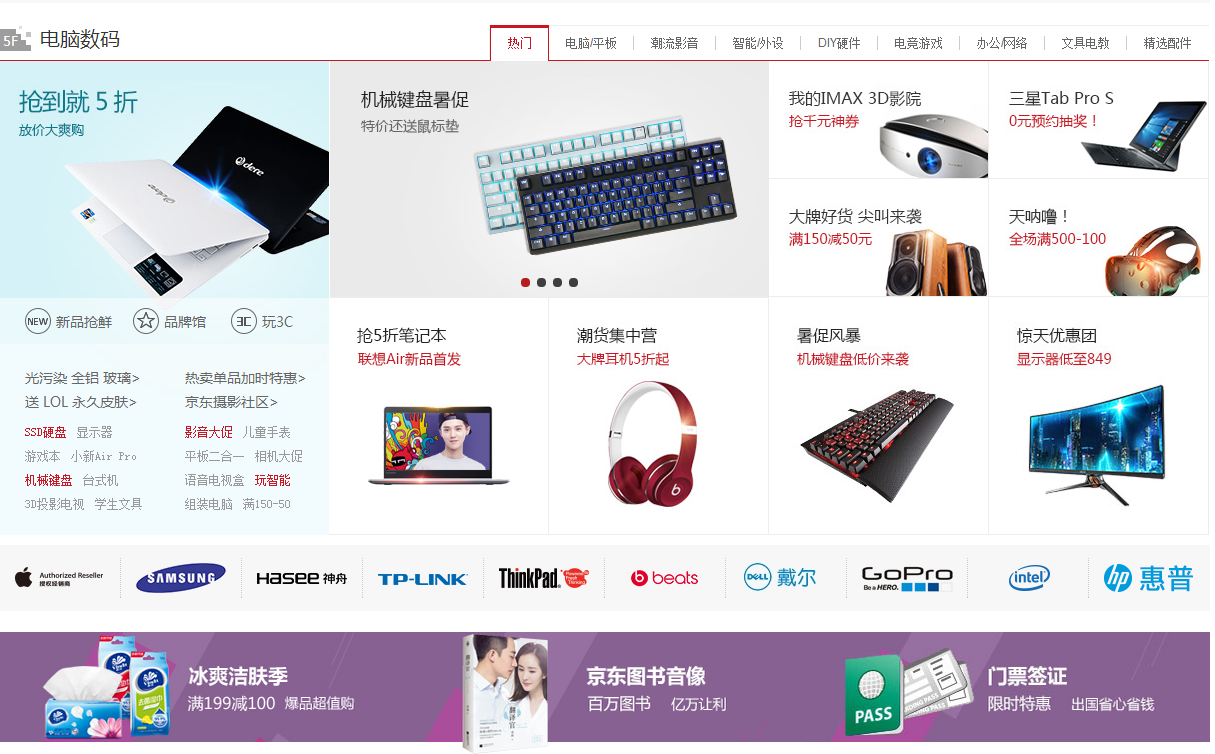 5F 电脑数码
热门 电脑/平板 潮流影音 智能/外设 DIY硬件 电竞游戏 办公/网络 文具电教 精选配件
抢到就 5 折
放价大爽购
dere
dere
新品抢鲜 品牌馆 玩3C
NEW
3C
光污染 全铝 玻璃>
热卖单品加时特惠>
送 LOL 永久皮肤>
京东摄影社区>
SSD硬盘 显示器
影音大促 儿童手表
游戏本 小新Air Pro
平板二合一 相机大促
机械键盘 台式机
语音电视盒 玩智能
3D投影电视 学生文具
组装电脑 满150-50
机械键盘暑促
特价还送鼠标垫
我的IMAX 3D影院
抢千元神券
三星Tab Pro S
0元预约抽奖！
大牌好货 尖叫来袭
满150减50元
天呐噜！
全场满500-100
抢5折笔记本
联想Air新品首发
潮货集中营
大牌耳机5折起
暑促风暴
机械键盘低价来袭
惊天优惠团
显示器低至849
Authorized Reseller
授权经销商
SAMSUNG
HASEE 神舟
TP-LINK
ThinkPad
Powered by
Fresh
Thinking
beats
DELL 戴尔
GoPro
Be a HERO.
intel
hp 惠普
冰爽洁肤季
满199减100 爆品超值购
翻译官
京东图书音像
百万图书 亿万让利
PASS
门票签证
限时特惠 出国省心省钱